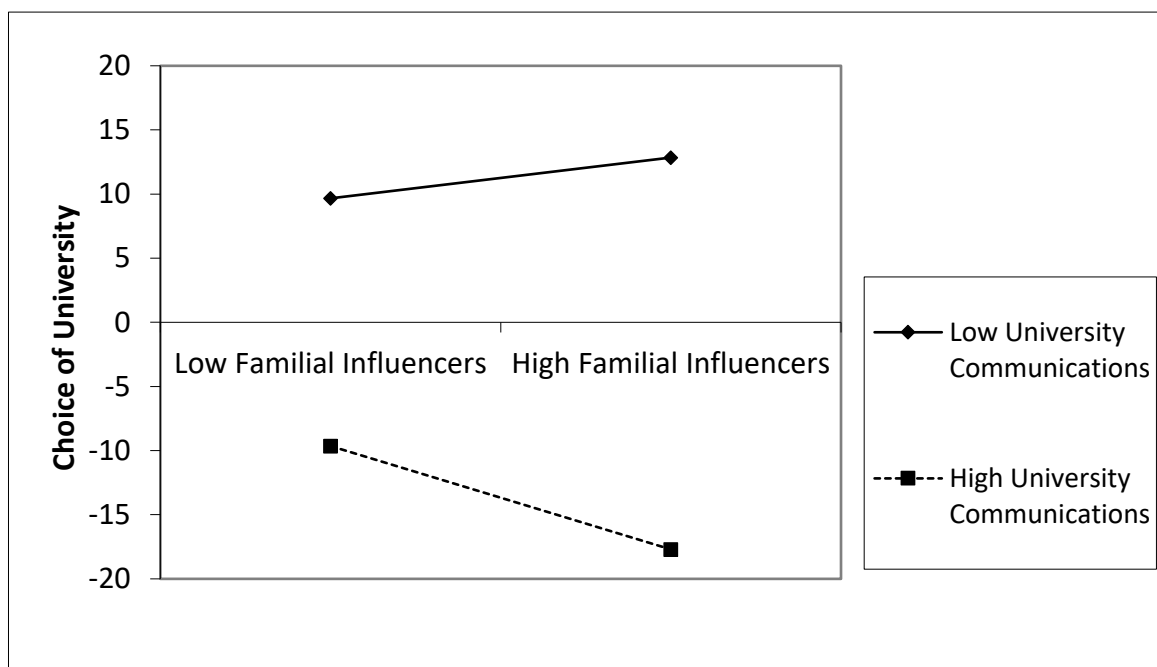 20
15
10
5
0
-5
-10
-15
-20
Choice of University
Low Familial Influencers
High Familial Influencers
Low University
Communications
High University
Communications